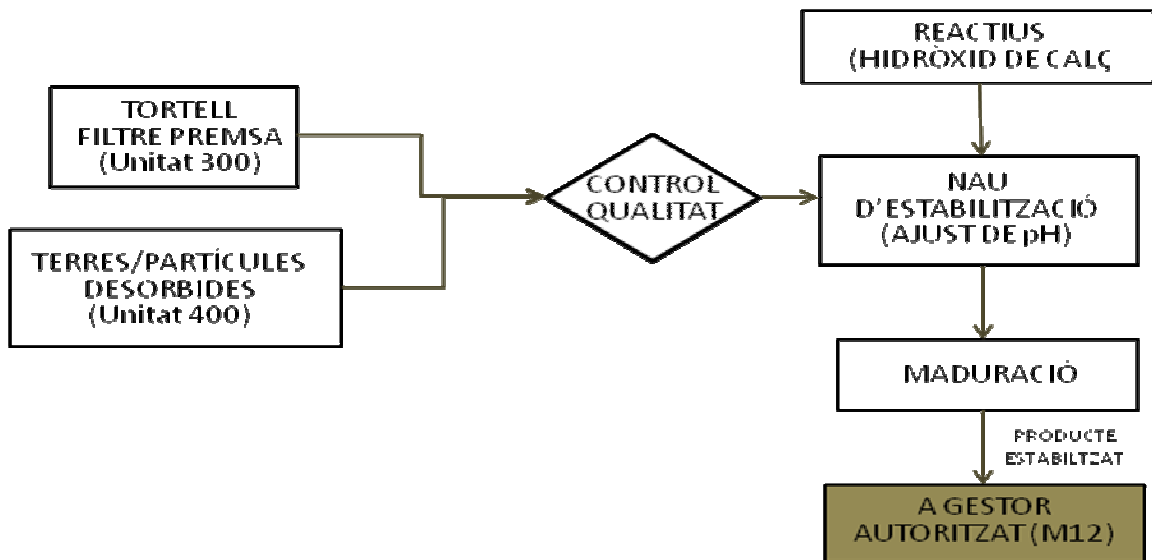 REACTIUS
(HIDRÒXID DE CALÇ
TORTELL
FILTRE PREMSA
(Unitat 300)
CONTROL
QUALITAT
NAU
D'ESTABILITZACIÓ
(AJUST DE pH)
TERRES/PARTÍCULES
DESORBIDES
(Unitat 400)
MADURACIÓ
PRODUCTE
ESTABILTZAT
A GESTOR
AUTORITZAT (M12)